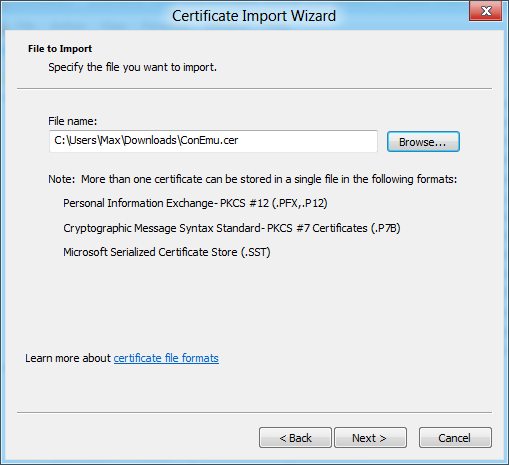 Certificate Import Wizard
File to Import
Specify the file you want to import.
File name:
C:\Users\Max\Downloads\ConEmu.cer
Browse...
Note:  More than one certificate can be stored in a single file in the following formats:
Personal Information Exchange- PKCS #12 (.PFX,.P12)
Cryptographic Message Syntax Standard- PKCS #7 Certificates (.P7B)
Microsoft Serialized Certificate Store (.SST)
Learn more about certificate file formats
< Back
Next >
Cancel